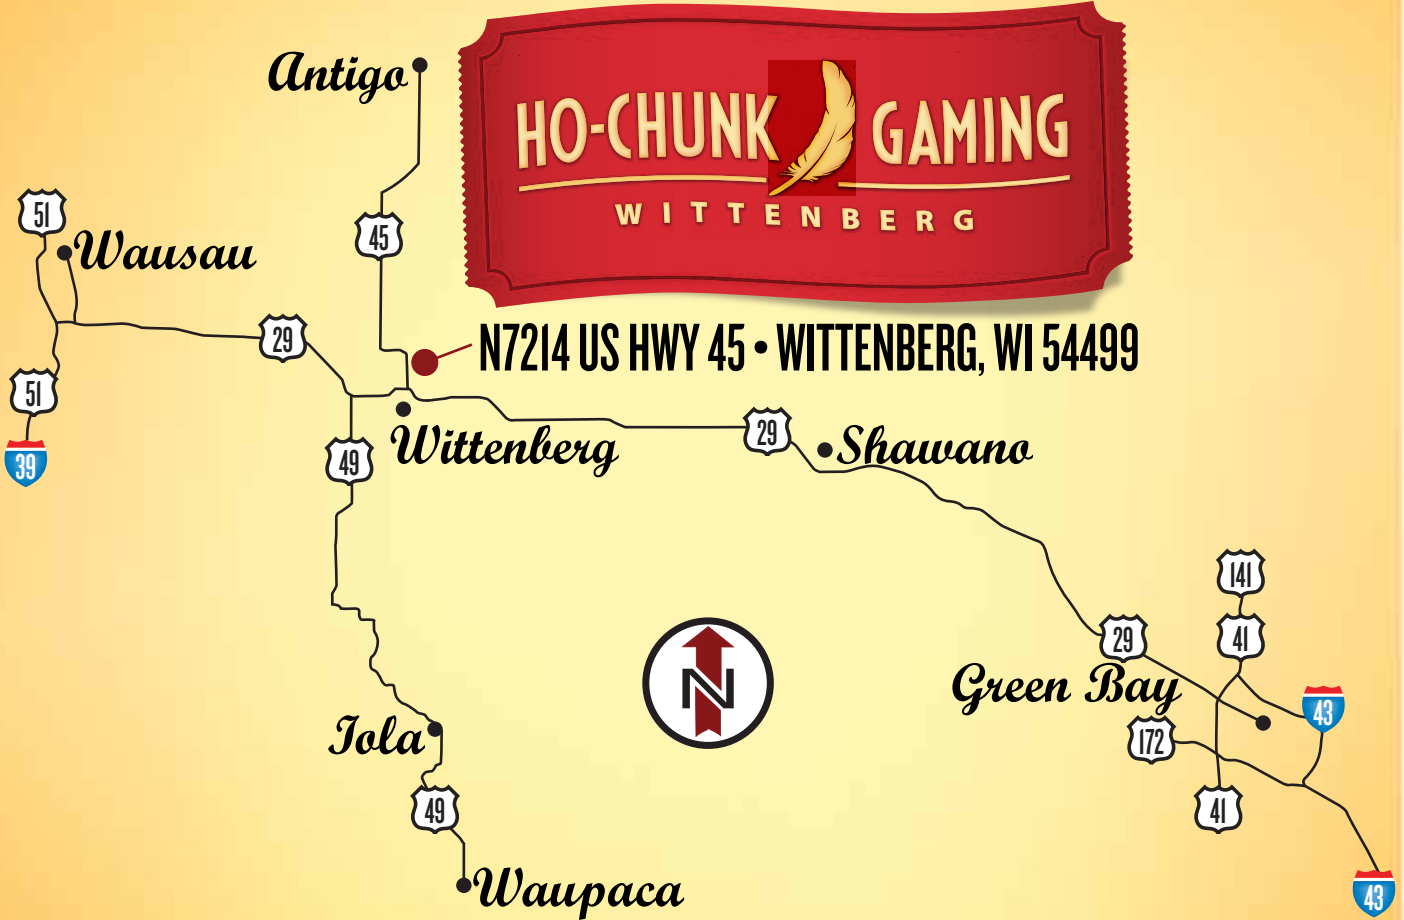 Antigo
HO-CHUNK GAMING
WITTENBERG
51
Wausau
45
29
N7214 US HWY 45 • WITTENBERG, WI 54499
51
39
49
Wittenberg
29
Shawano
141
29
41
Green Bay
43
N
Iola
172
49
41
Waupaca
43